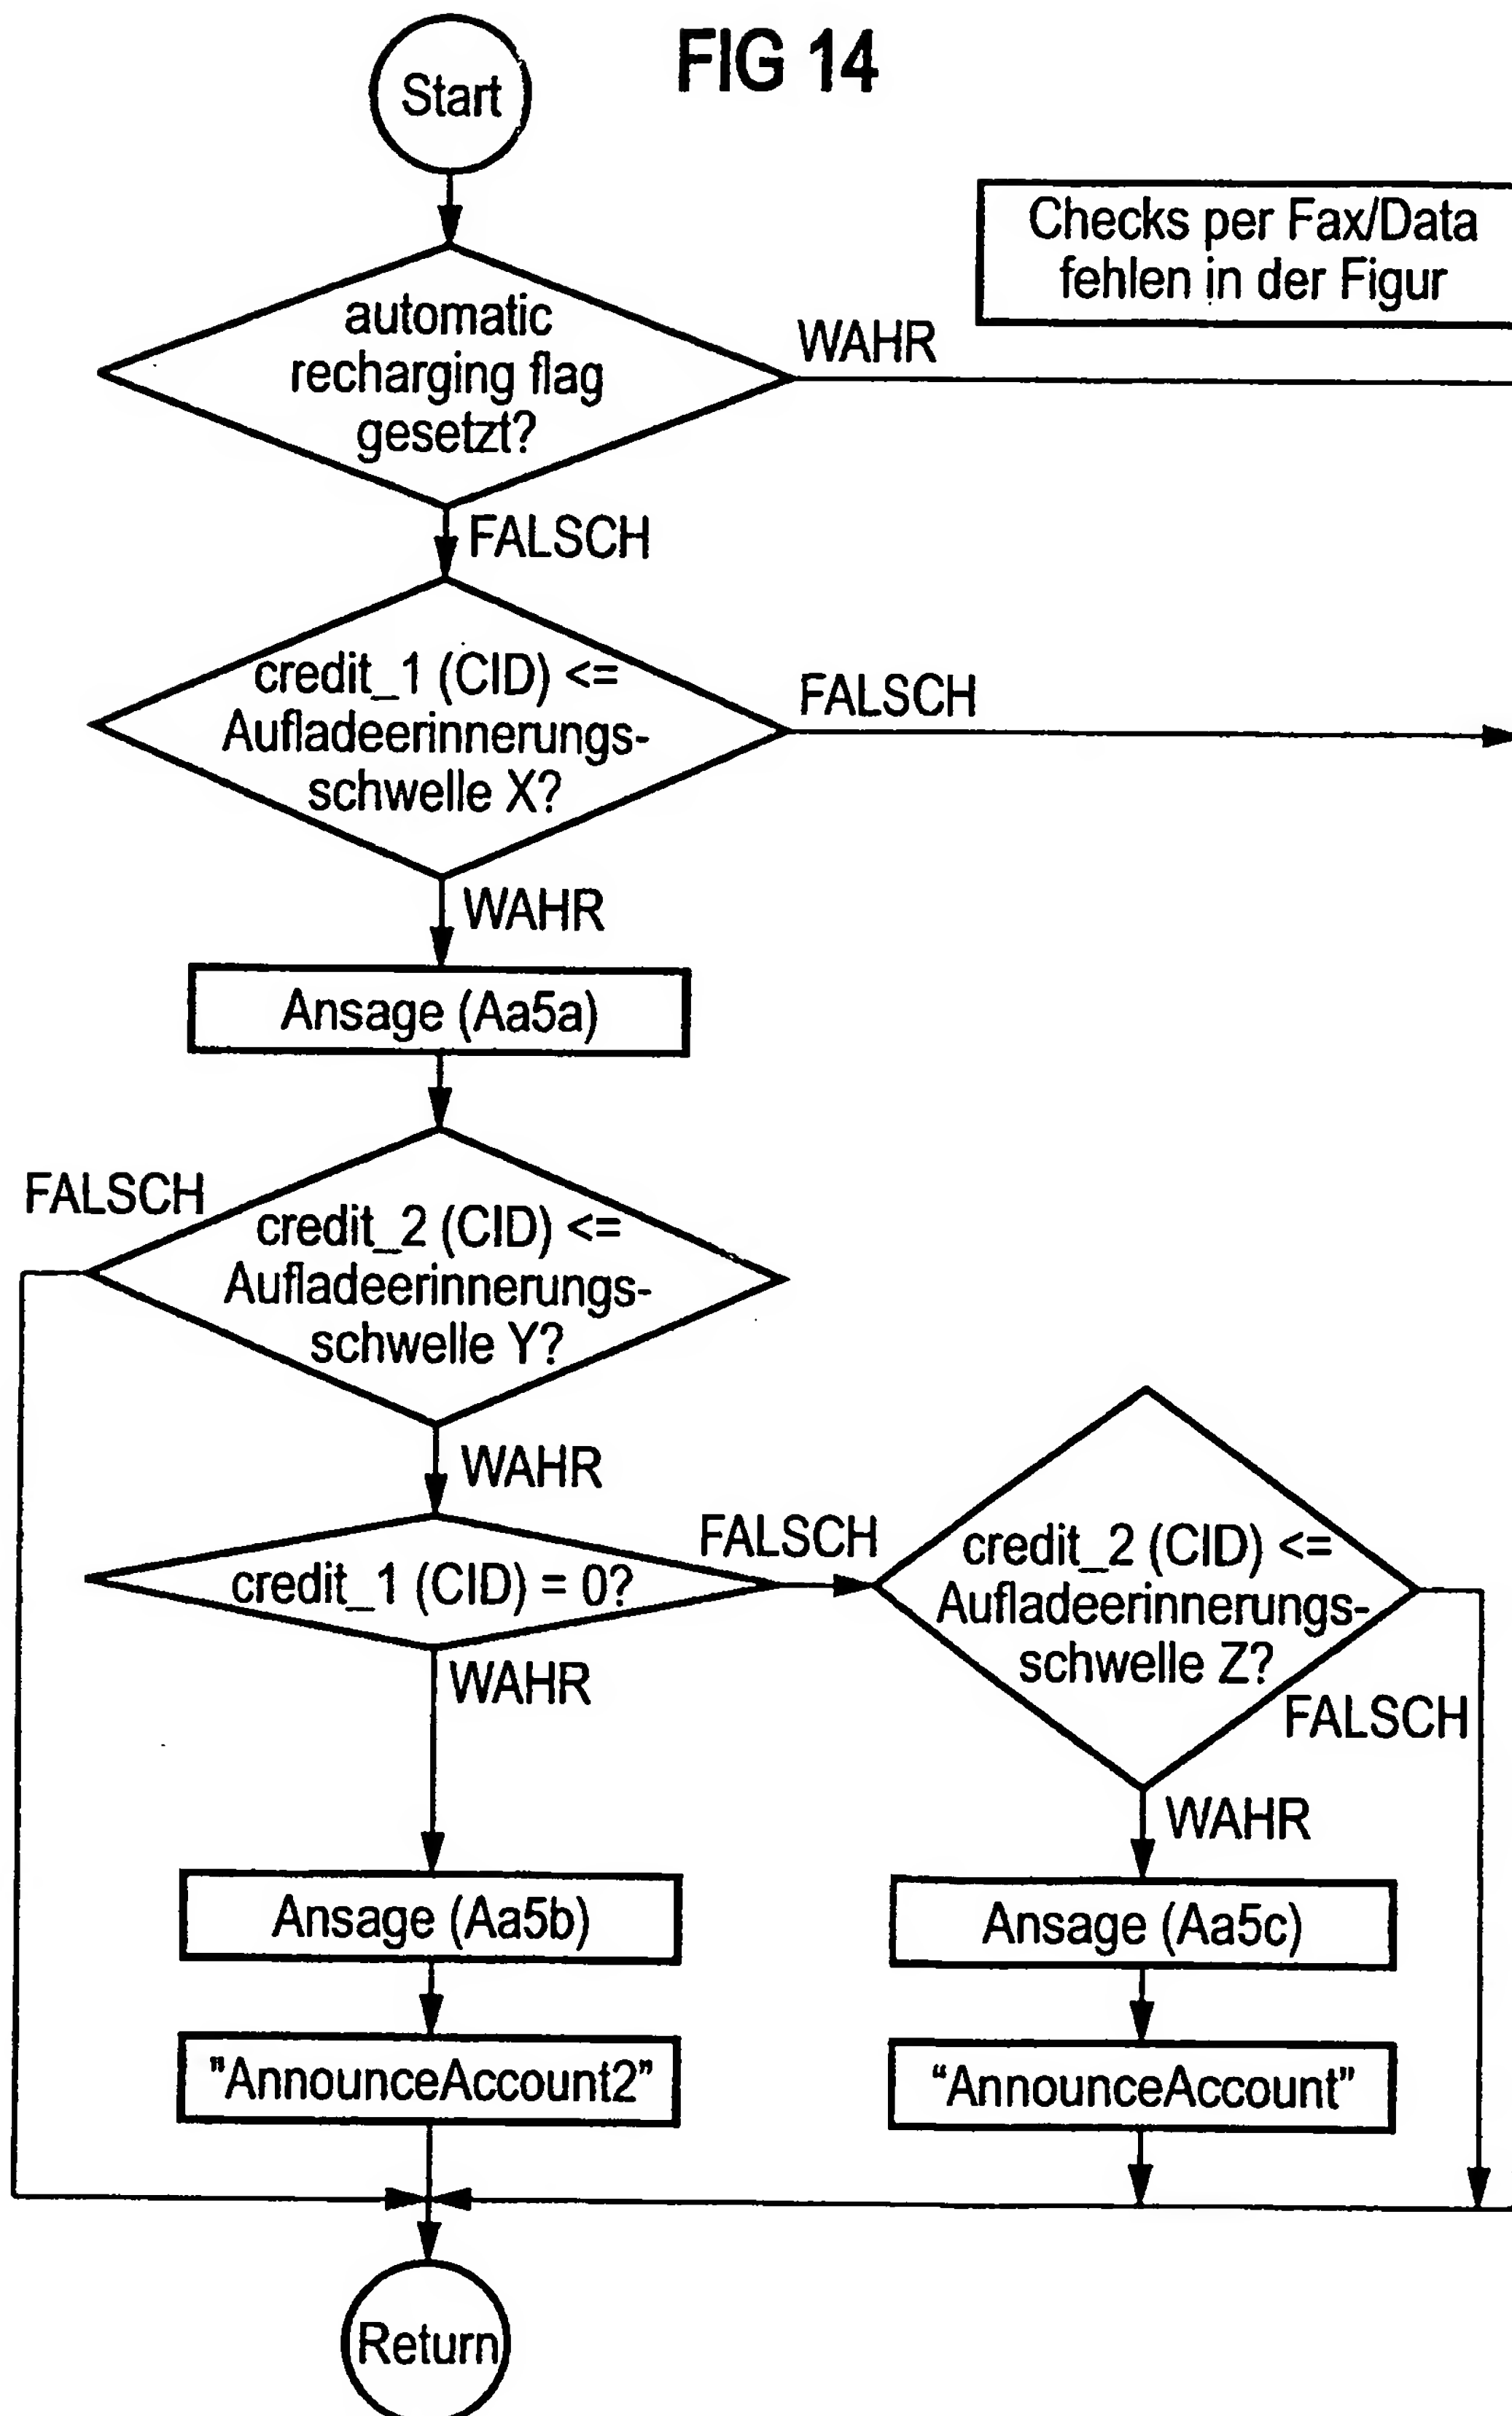 FIG 14
Start
Checks per Fax/Data
fehlen in der Figur
automatic
recharging flag
gesetzt?
WAHR
FALSCH
credit_1 (CID) <=
Aufladeerinnerungs-
schwelle X?
FALSCH
WAHR
Ansage (Aa5a)
FALSCH
credit_2 (CID) <=
Aufladeerinnerungs-
schwelle Y?
WAHR
credit_1 (CID) = 0?
FALSCH
credit_2 (CID) <=
Aufladeerinnerungs-
schwelle Z?
WAHR
FALSCH
WAHR
Ansage (Aa5b)
Ansage (Aa5c)
"AnnounceAccount2"
“AnnounceAccount”
Return